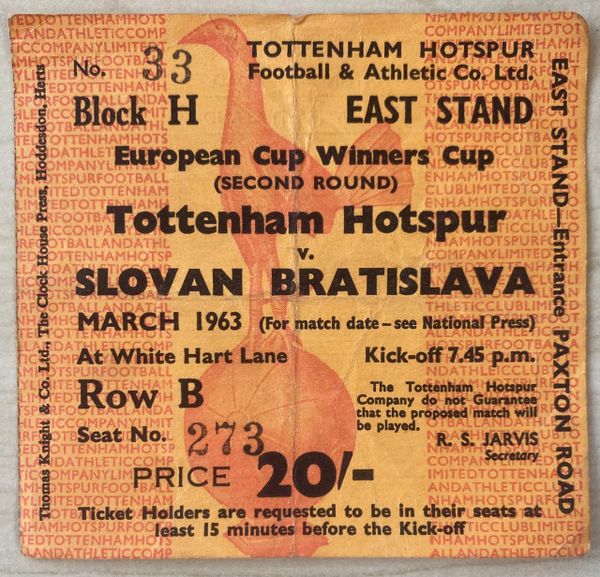 No. 33
TOTTENHAM HOTSPUR
Football & Athletic Co. Ltd.
Block H
EAST STAND
European Cup Winners Cup
(SECOND ROUND)
Tottenham Hotspur
v.
SLOVAN BRATISLAVA
MARCH 1963 (For match date – see National Press)
At White Hart Lane
Kick-off 7.45 p.m.
Row B
Seat No. 273
The Tottenham Hotspur
Company do not Guarantee
that the proposed match will
be played.
R. S. JARVIS
Secretary
PRICE 20/-
Ticket Holders are requested to be in their seats at
least 15 minutes before the Kick-off
Thomas Knight & Co. Ltd., The Clock House Press, Hoddesdon, Herts
EAST STAND—Entrance PAXTON ROAD